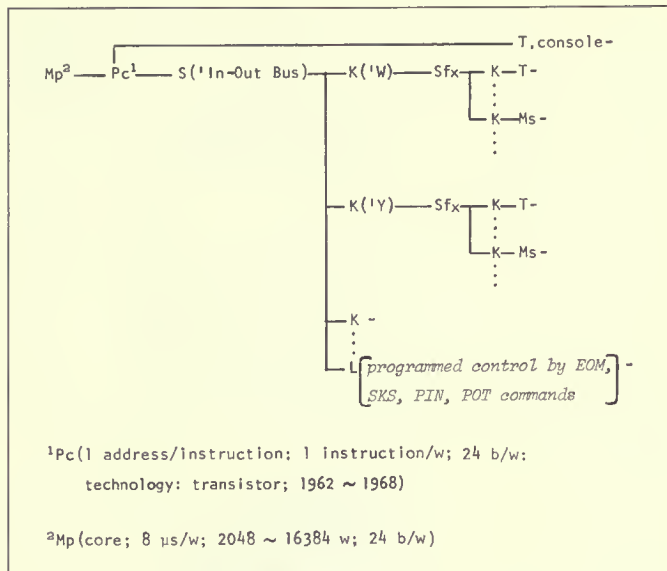 T.console-
Mp² — Pc¹ — S('In-Out Bus) — K('W) — Sfx — K — T-
K — Ms -
K('Y) — Sfx — K — T-
K — Ms -
K -
L [programmed control by EOM, -
SKS, PIN, POT commands]
¹Pc(1 address/instruction; 1 instruction/w; 24 b/w;
technology: transistor; 1962 ~ 1968)
²Mp(core; 8 μs/w; 2048 ~ 16384 w; 24 b/w)